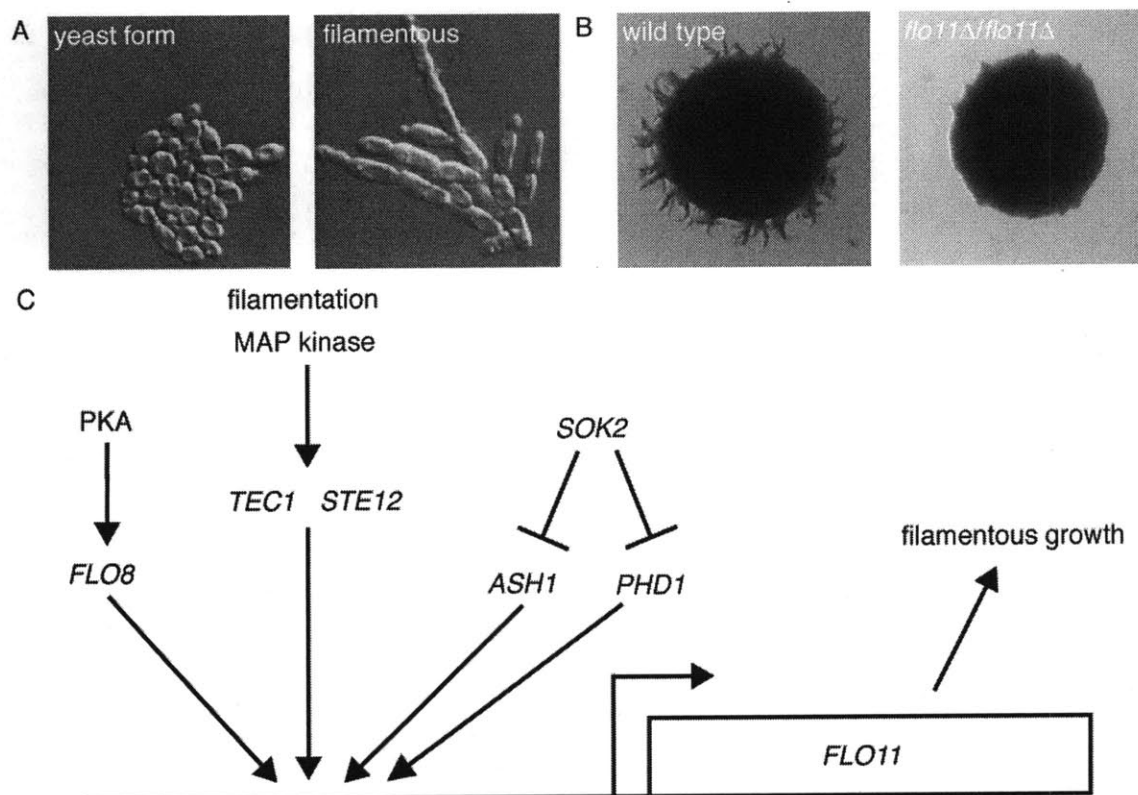 A yeast form filamentous B wild type flo11Δ/flo11Δ
C filamentation
MAP kinase
PKA SOK2
TEC1 STE12
filamentous growth
FLO8 ASH1 PHD1
FLO11